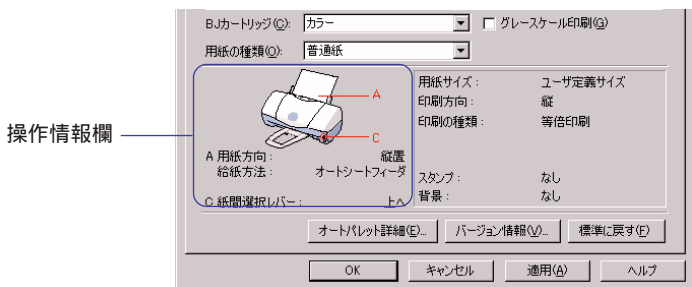 BJカートリッジ(C): カラー グレースケール印刷(G)
用紙の種類(O): 普通紙
操作情報欄
A
C
A 用紙方向: 縦置
給紙方法: オートシートフィーダ
C 紙間選択レバー: 上へ
用紙サイズ: ユーザ定義サイズ
印刷方向: 縦
印刷の種類: 等倍印刷
スタンプ: なし
背景: なし
オートパレット詳細(E)... バージョン情報(V)... 標準に戻す(F)
OK キャンセル 適用(A) ヘルプ